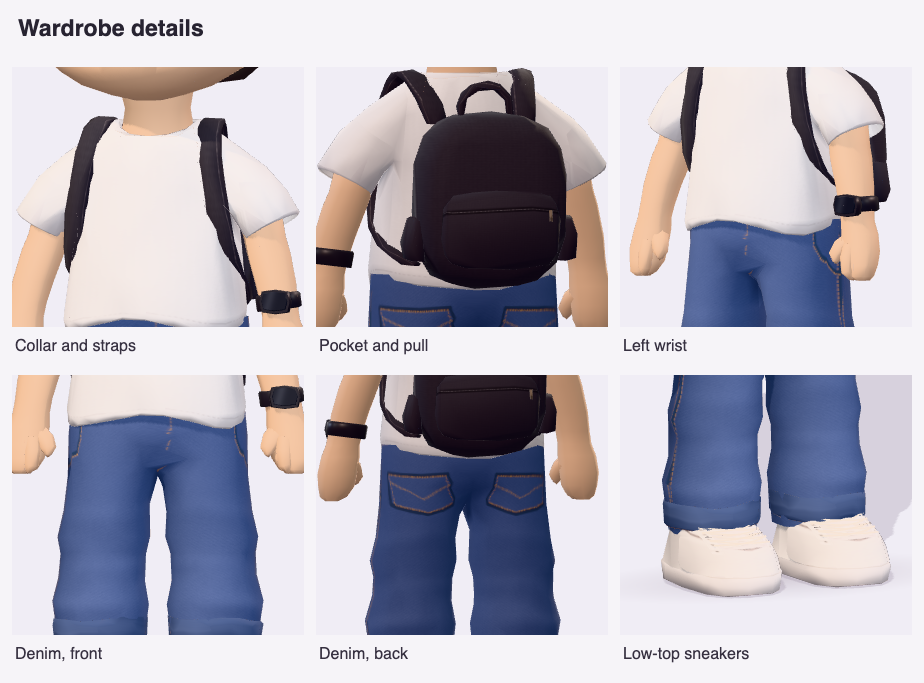 Wardrobe details
Collar and straps
Pocket and pull
Left wrist
Denim, front
Denim, back
Low-top sneakers